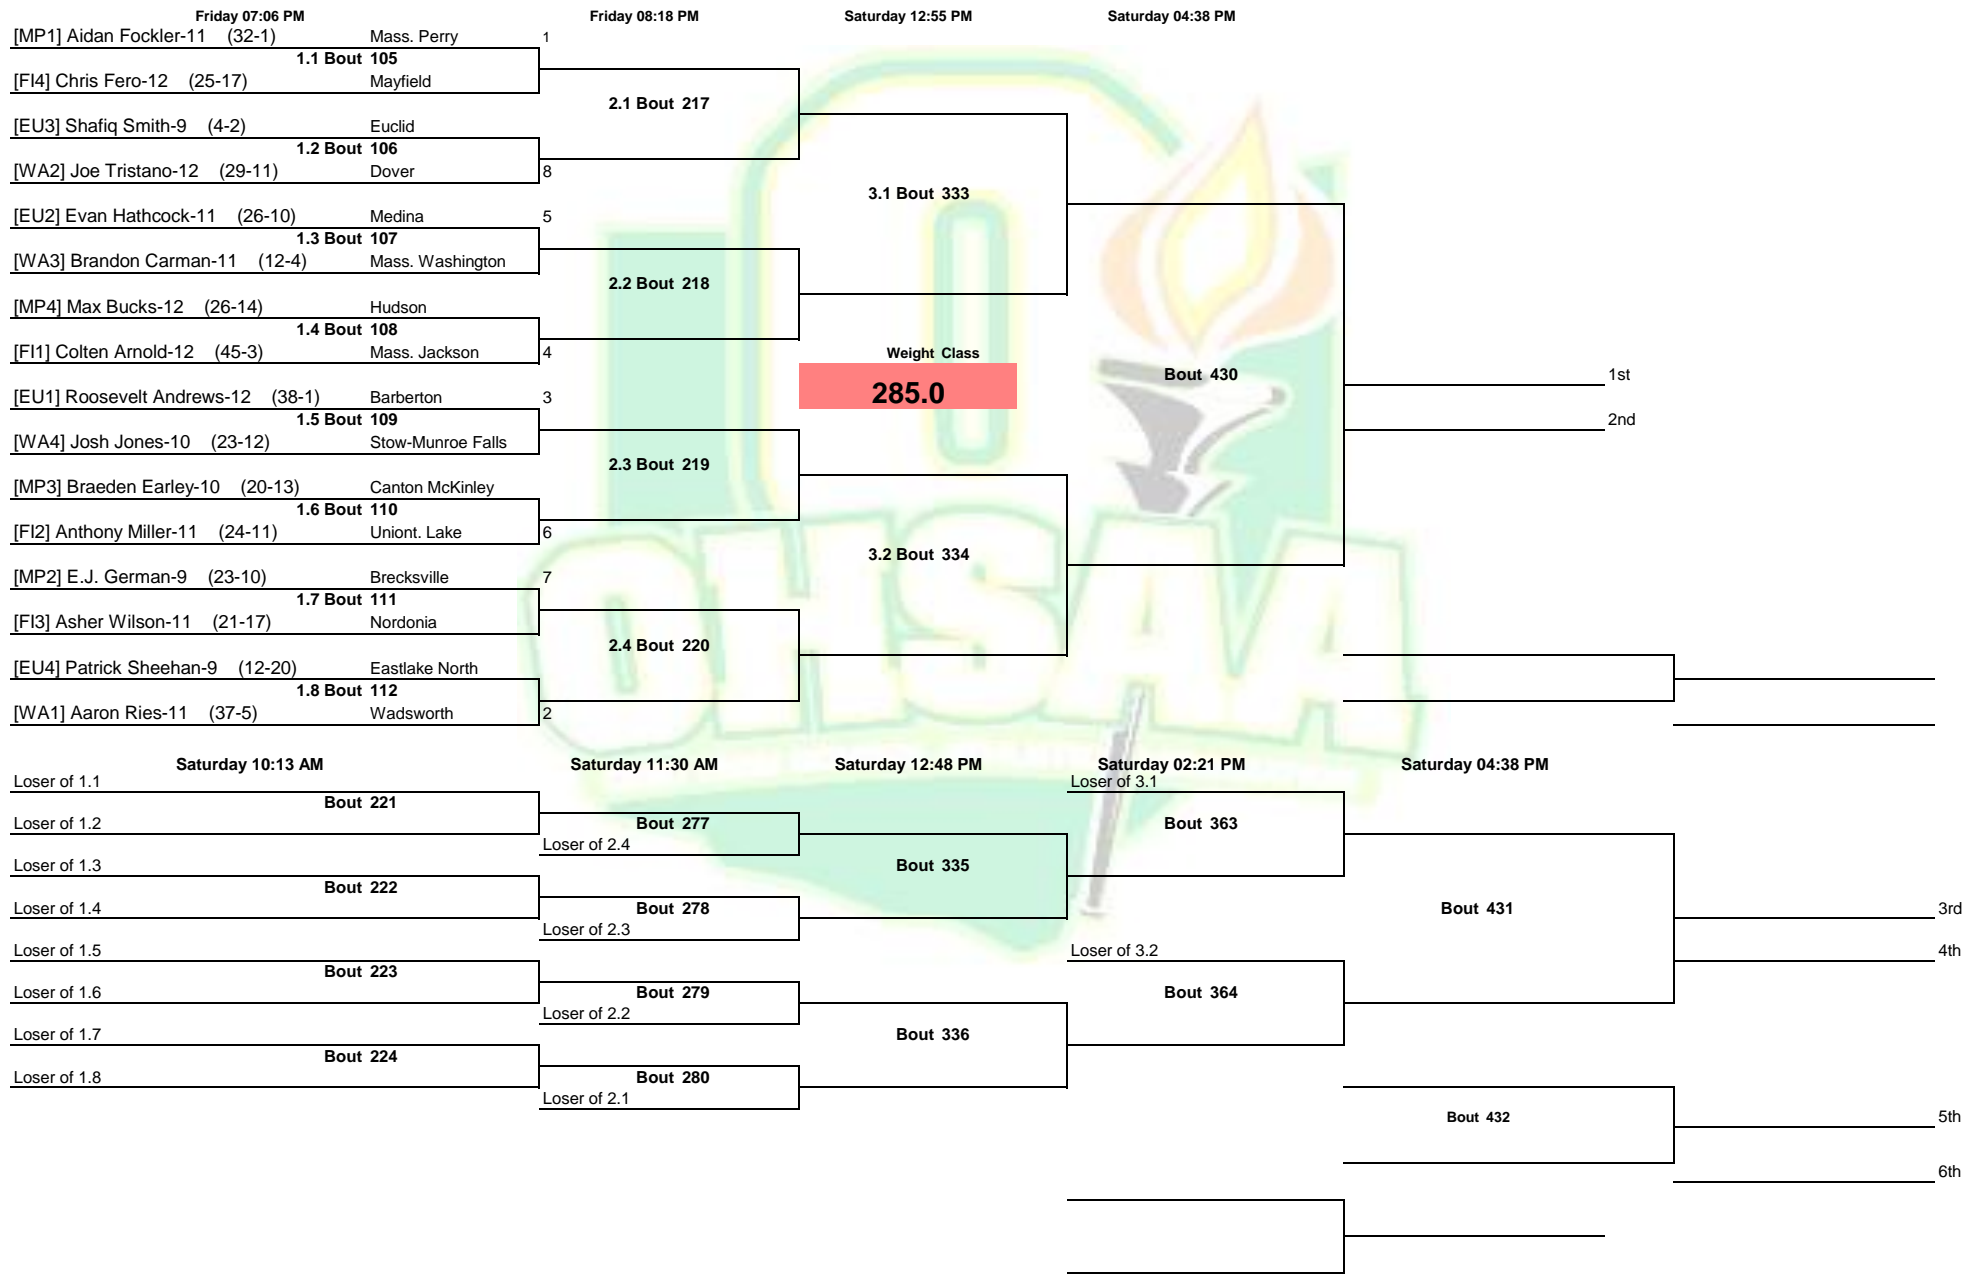 Friday 07:06 PM Friday 08:18 PM Saturday 12:55 PM Saturday 04:38 PM
[MP1] Aidan Fockler-11 (32-1) Mass. Perry 1
1.1 Bout 105
[FI4] Chris Fero-12 (25-17) Mayfield
2.1 Bout 217
[EU3] Shafiq Smith-9 (4-2) Euclid
1.2 Bout 106
[WA2] Joe Tristano-12 (29-11) Dover 8
3.1 Bout 333
[EU2] Evan Hathcock-11 (26-10) Medina 5
1.3 Bout 107
[WA3] Brandon Carman-11 (12-4) Mass. Washington
2.2 Bout 218
[MP4] Max Bucks-12 (26-14) Hudson
1.4 Bout 108
[FI1] Colten Arnold-12 (45-3) Mass. Jackson 4
Weight Class
Bout 430 1st
285.0
[EU1] Roosevelt Andrews-12 (38-1) Barberton 3
1.5 Bout 109 2nd
[WA4] Josh Jones-10 (23-12) Stow-Munroe Falls
2.3 Bout 219
[MP3] Braeden Earley-10 (20-13) Canton McKinley
1.6 Bout 110
[FI2] Anthony Miller-11 (24-11) Uniont. Lake 6
3.2 Bout 334
[MP2] E.J. German-9 (23-10) Brecksville 7
1.7 Bout 111
[FI3] Asher Wilson-11 (21-17) Nordonia
2.4 Bout 220
[EU4] Patrick Sheehan-9 (12-20) Eastlake North
1.8 Bout 112
[WA1] Aaron Ries-11 (37-5) Wadsworth 2
OHSAA
Saturday 10:13 AM Saturday 11:30 AM Saturday 12:48 PM Saturday 02:21 PM Saturday 04:38 PM
Loser of 1.1 Loser of 3.1
Bout 221
Loser of 1.2 Bout 277 Bout 363
Loser of 2.4
Loser of 1.3 Bout 335
Bout 222
Loser of 1.4 Bout 278 Bout 431 3rd
Loser of 2.3
Loser of 1.5 Loser of 3.2 4th
Bout 223
Loser of 1.6 Bout 279 Bout 364
Loser of 2.2
Loser of 1.7 Bout 336
Bout 224
Loser of 1.8 Bout 280
Loser of 2.1
Bout 432 5th
6th